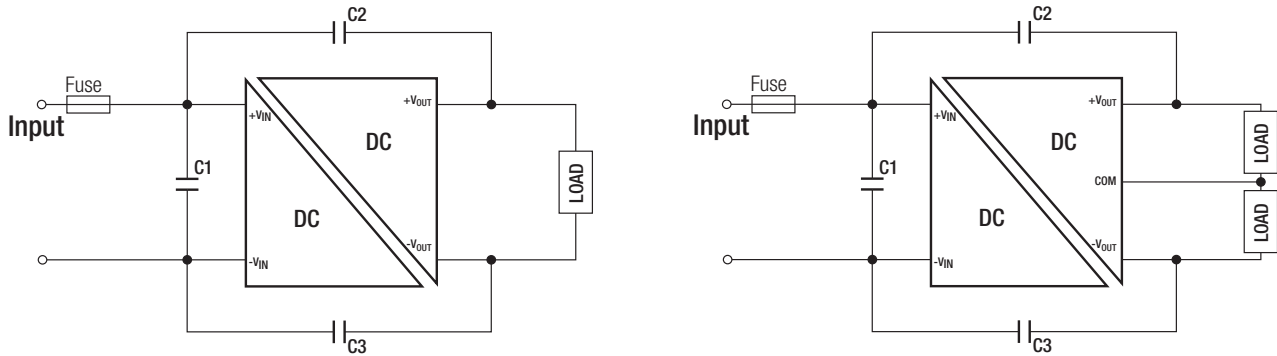 C2
Fuse
+VIN
+VOUT
Input
DC
C1
LOAD
DC
-VOUT
-VIN
C3
C2
Fuse
+VIN
+VOUT
Input
DC
LOAD
C1
COM
DC
LOAD
-VOUT
-VIN
C3